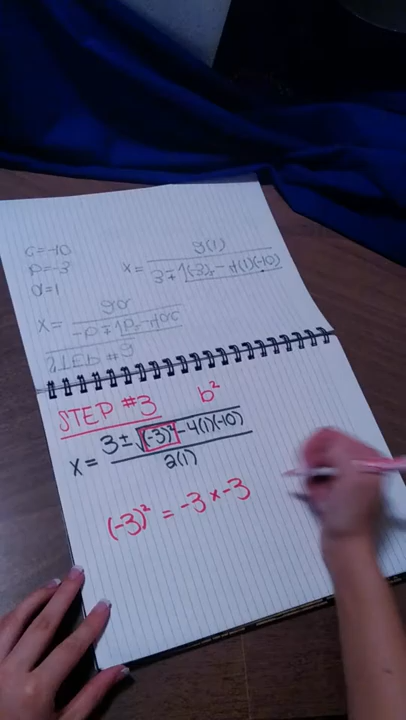 STEP #2
x = -b ± √b² - 4ac
2a
a = 1
b = -3
c = -10
x = 3 ± √(-3)² - 4(1)(-10)
2(1)
STEP #3
b²
x = 3 ± √(-3)² - 4(1)(-10)
2(1)
(-3)² = -3 × -3